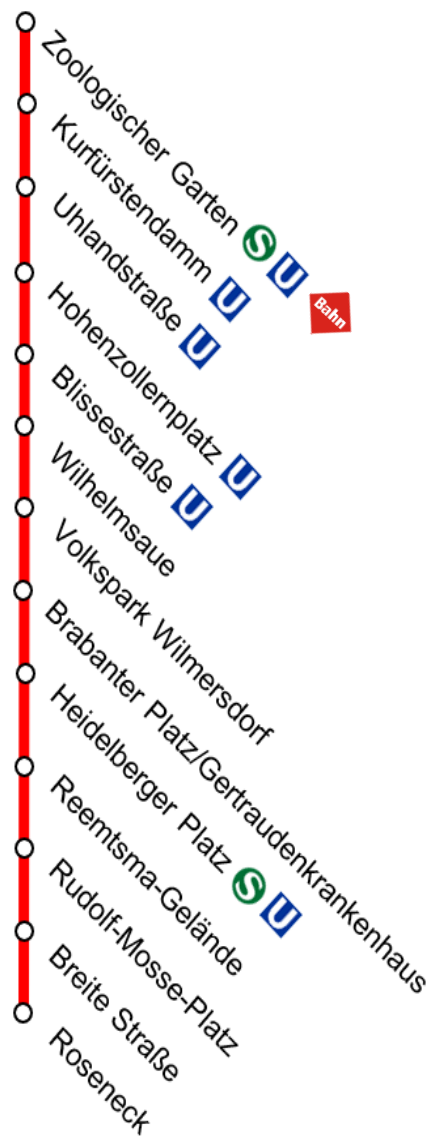 Zoologischer Garten S U Bahn
Kurfürstendamm U
Uhlandstraße U
Hohenzollernplatz U
Blissestraße U
Wilhelmsaue
Volkspark Wilmersdorf
Brabanter Platz/Gertraudenkrankenhaus
Heidelberger Platz S U
Reemtsma-Gelände
Rudolf-Mosse-Platz
Breite Straße
Roseneck